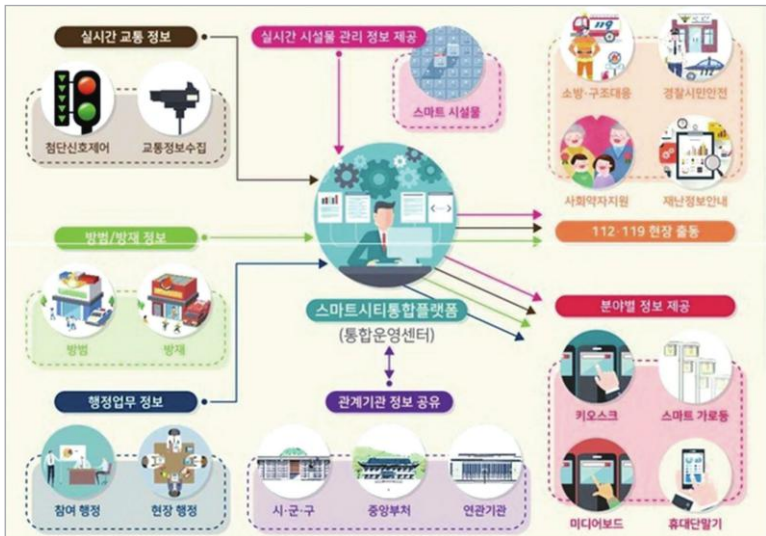 실시간 교통 정보
첨단신호제어
교통정보수집
방범/방재 정보
방범
방재
행정업무 정보
참여 행정
현장 행정
실시간 시설물 관리 정보 제공
스마트 시설물
스마트시티통합플랫폼
(통합운영센터)
관계기관 정보 공유
시·군·구
중앙부처
연관기관
119
소방·구조대응
112
경찰시민안전
사회약자지원
재난정보안내
112·119 현장 출동
분야별 정보 제공
키오스크
스마트 가로등
미디어보드
휴대단말기